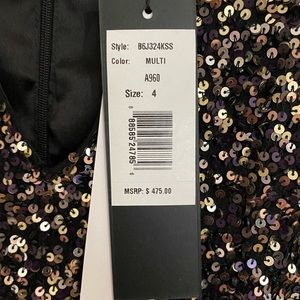 Style: B6J324KSS
Color: MULTI
A960
Size: 4
MSRP: $ 475.00